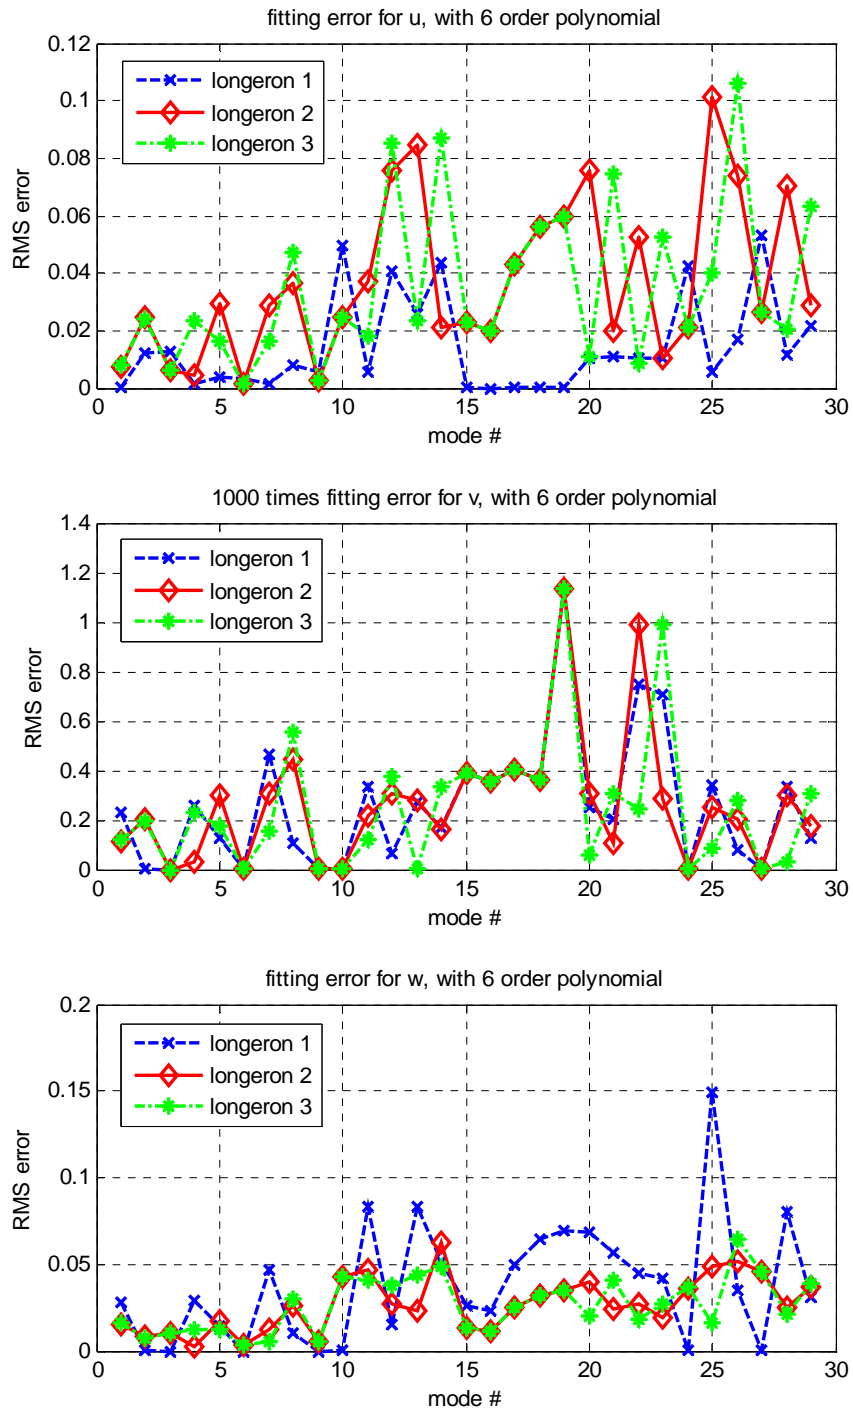 fitting error for u, with 6 order polynomial
0.12
0.1
0.08
0.06
0.04
0.02
0
RMS error
longeron 1
longeron 2
longeron 3
0 5 10 15 20 25 30
mode #
1000 times fitting error for v, with 6 order polynomial
1.4
1.2
1
0.8
0.6
0.4
0.2
0
RMS error
longeron 1
longeron 2
longeron 3
0 5 10 15 20 25 30
mode #
fitting error for w, with 6 order polynomial
0.2
0.15
0.1
0.05
0
RMS error
longeron 1
longeron 2
longeron 3
0 5 10 15 20 25 30
mode #